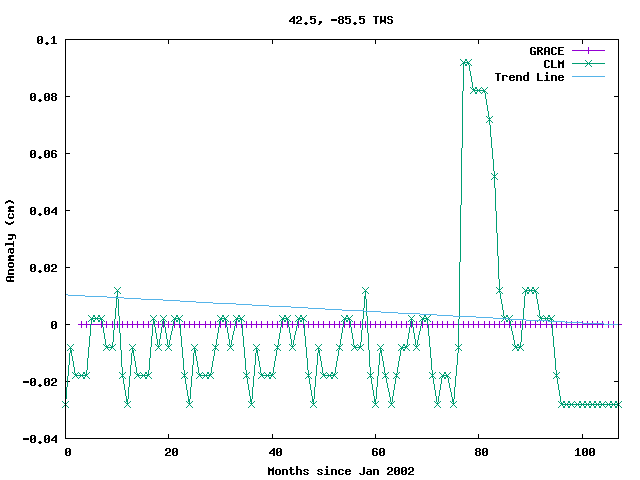 42.5, -85.5 TWS
GRACE
CLM
Trend Line
0.1
0.08
0.06
0.04
0.02
0
-0.02
-0.04
Anomaly (cm)
0 20 40 60 80 100
Months since Jan 2002